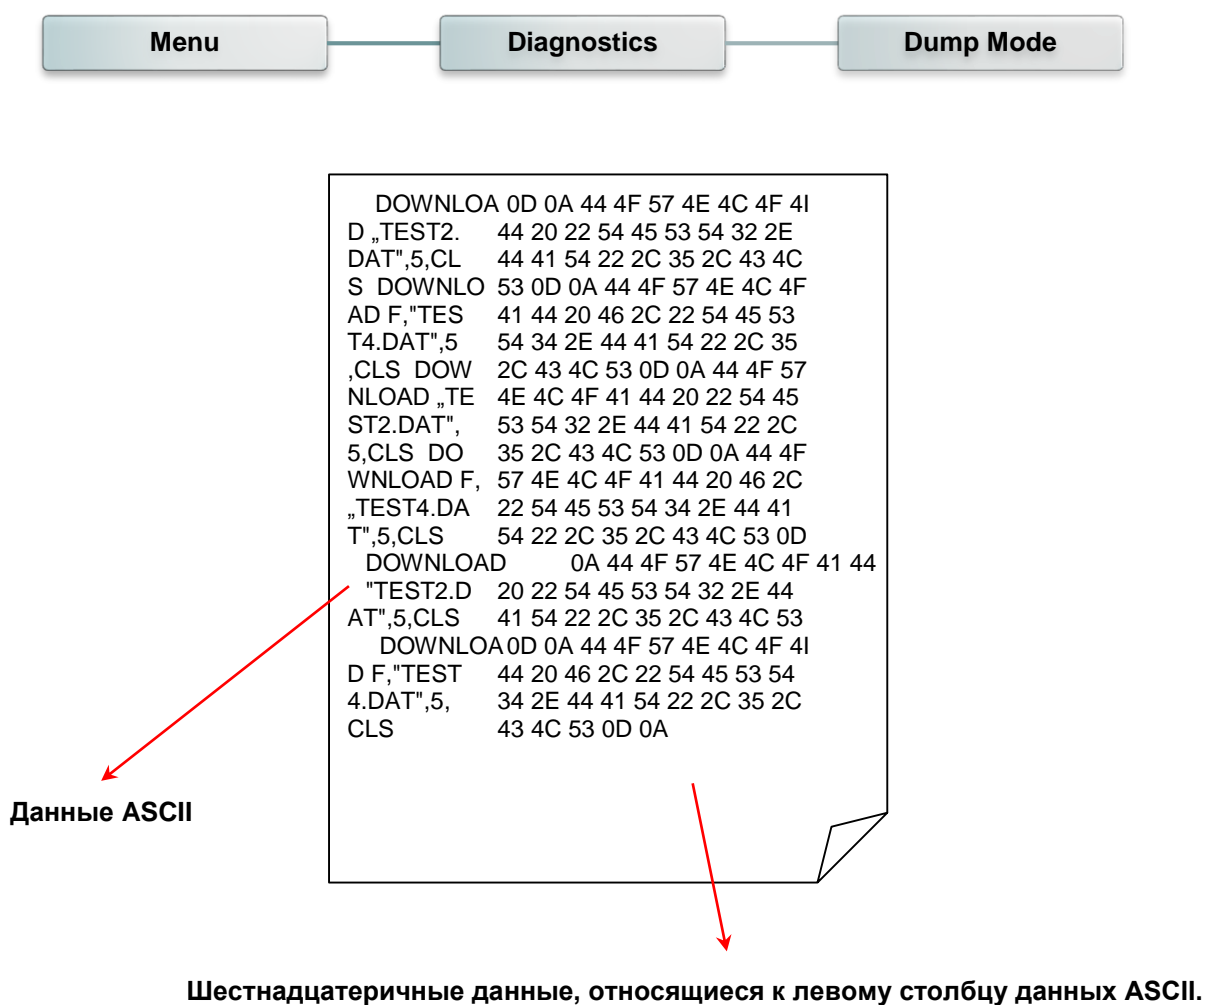 Menu Diagnostics Dump Mode
DOWNLOA 0D 0A 44 4F 57 4E 4C 4F 4I
D „TEST2. 44 20 22 54 45 53 54 32 2E
DAT",5,CL 44 41 54 22 2C 35 2C 43 4C
S DOWNLO 53 0D 0A 44 4F 57 4E 4C 4F
AD F,"TES 41 44 20 46 2C 22 54 45 53
T4.DAT",5 54 34 2E 44 41 54 22 2C 35
,CLS DOW 2C 43 4C 53 0D 0A 44 4F 57
NLOAD „TE 4E 4C 4F 41 44 20 22 54 45
ST2.DAT", 53 54 32 2E 44 41 54 22 2C
5,CLS DO 35 2C 43 4C 53 0D 0A 44 4F
WNLOAD F, 57 4E 4C 4F 41 44 20 46 2C
„TEST4.DA 22 54 45 53 54 34 2E 44 41
T",5,CLS 54 22 2C 35 2C 43 4C 53 0D
DOWNLOAD 0A 44 4F 57 4E 4C 4F 41 44
"TEST2.D 20 22 54 45 53 54 32 2E 44
AT",5,CLS 41 54 22 2C 35 2C 43 4C 53
DOWNLOA 0D 0A 44 4F 57 4E 4C 4F 4I
D F,"TEST 44 20 46 2C 22 54 45 53 54
4.DAT",5, 34 2E 44 41 54 22 2C 35 2C
CLS 43 4C 53 0D 0A
Данные ASCII
Шестнадцатеричные данные, относящиеся к левому столбцу данных ASCII.